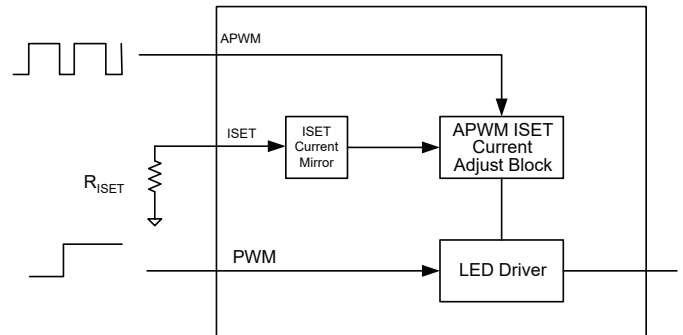 APWM
ISET
ISET
Current
Mirror
APWM ISET
Current
Adjust Block
RISET
PWM
LED Driver